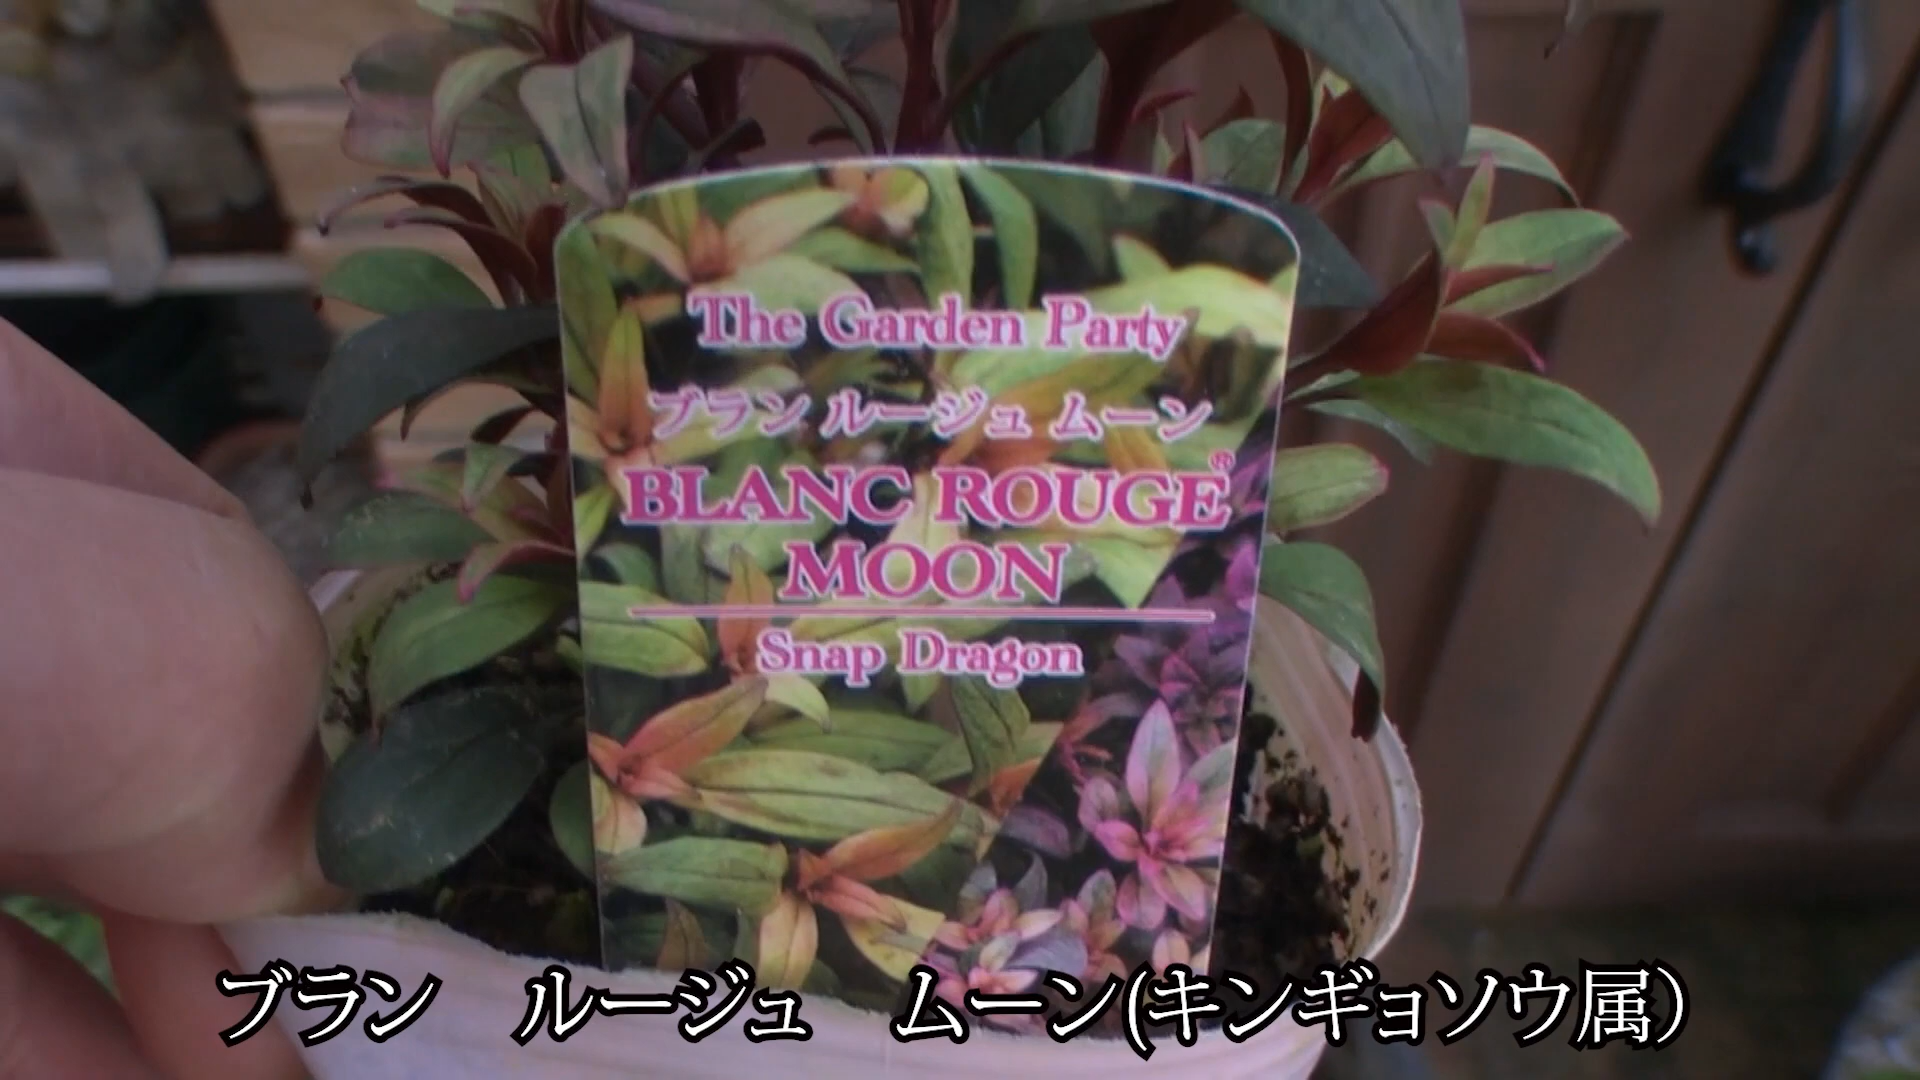 The Garden Party
ブラン ルージュ ムーン
BLANC ROUGE®
MOON
Snap Dragon
ブラン　ルージュ　ムーン(キンギョソウ属）